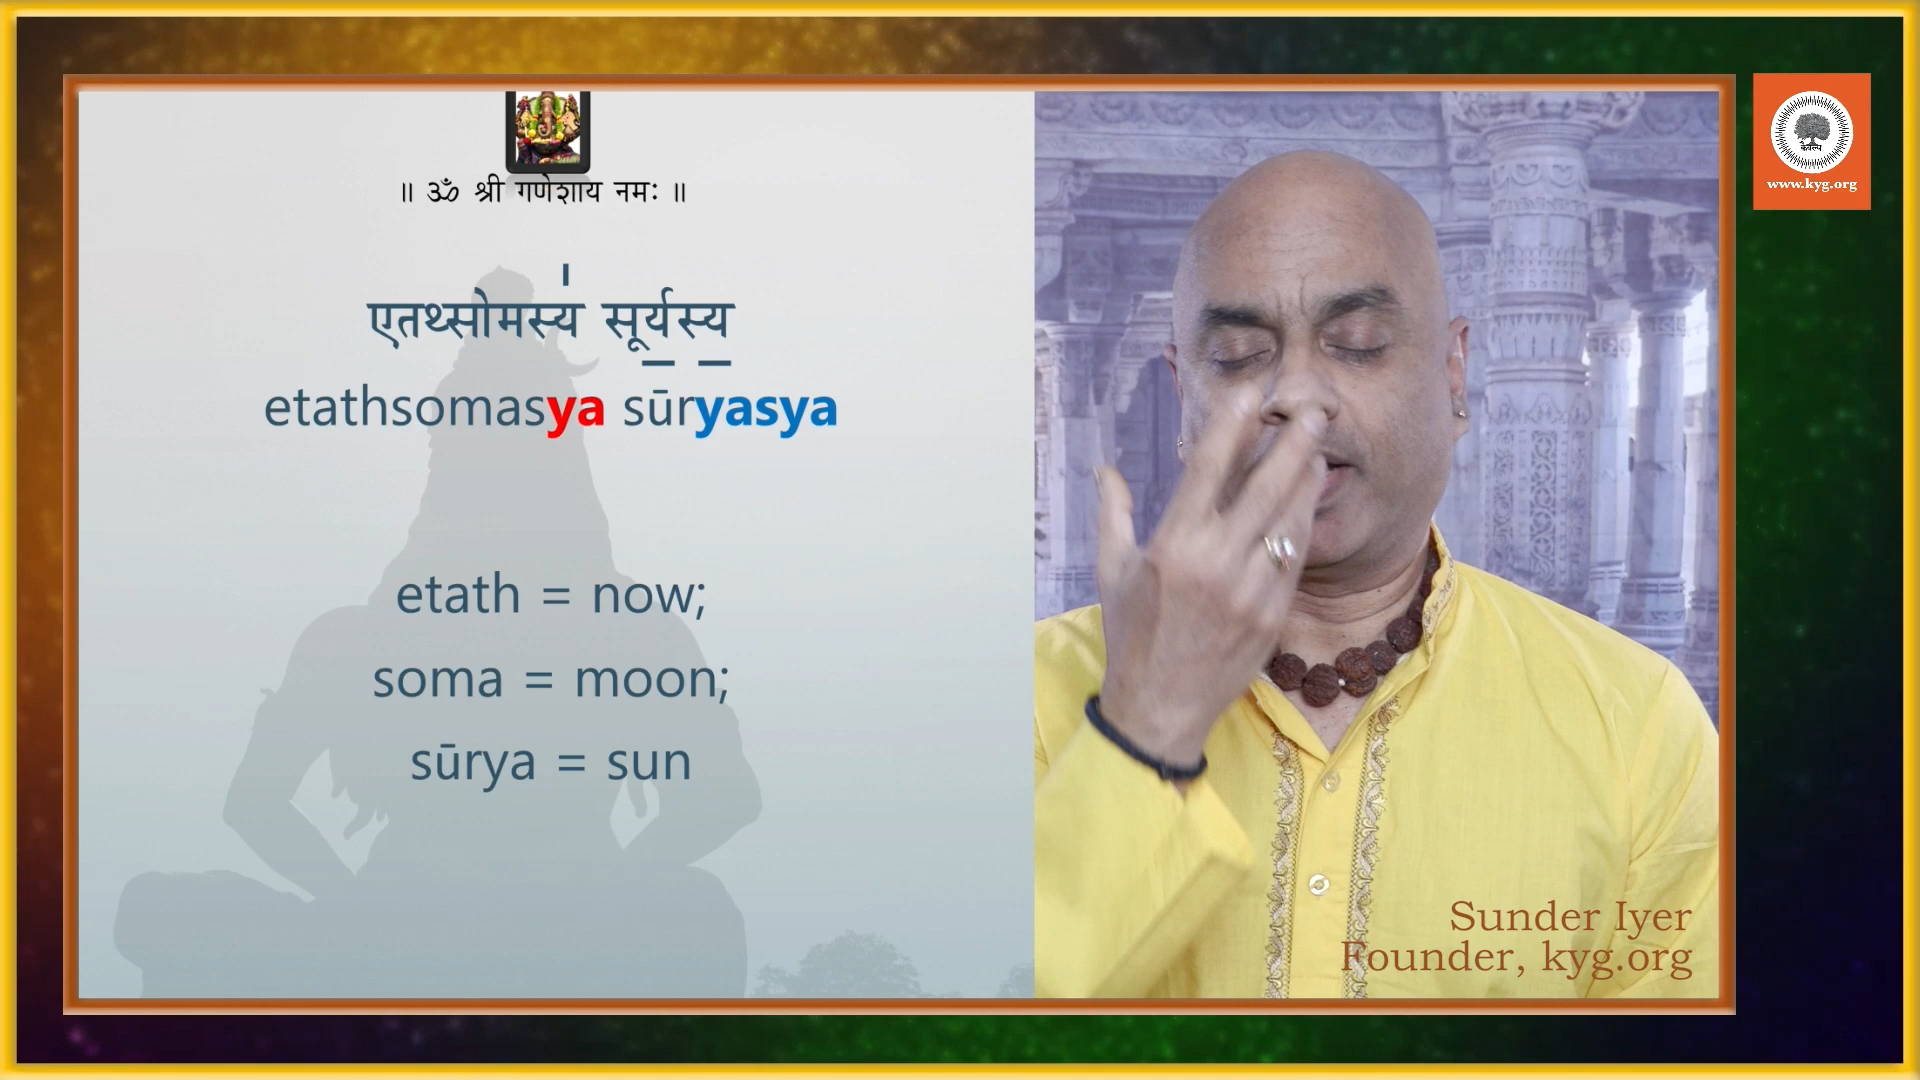 ॥ ॐ श्री गणेशाय नमः ॥
एतथ्सोमस्य॑ सूर्य॒स्य॒
etathsomasya sūryasya
etath = now;
soma = moon;
sūrya = sun
कैवल्य
www.kyg.org
Sunder Iyer
Founder, kyg.org